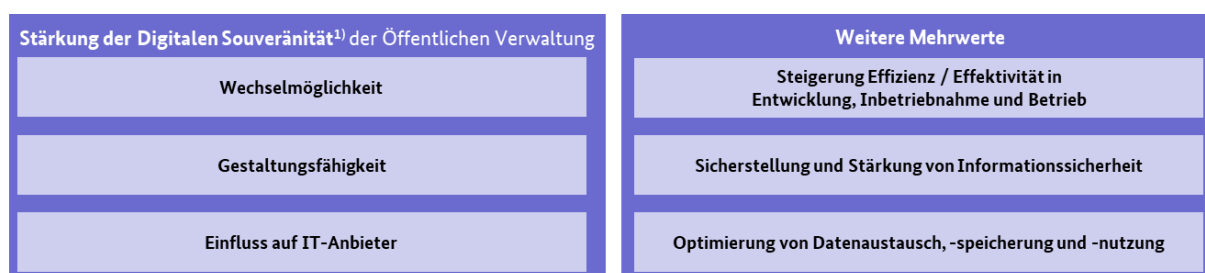 Stärkung der Digitalen Souveränität¹⁾ der Öffentlichen Verwaltung
Wechselmöglichkeit
Gestaltungsfähigkeit
Einfluss auf IT-Anbieter
Weitere Mehrwerte
Steigerung Effizienz / Effektivität in
Entwicklung, Inbetriebnahme und Betrieb
Sicherstellung und Stärkung von Informationssicherheit
Optimierung von Datenaustausch, -speicherung und -nutzung